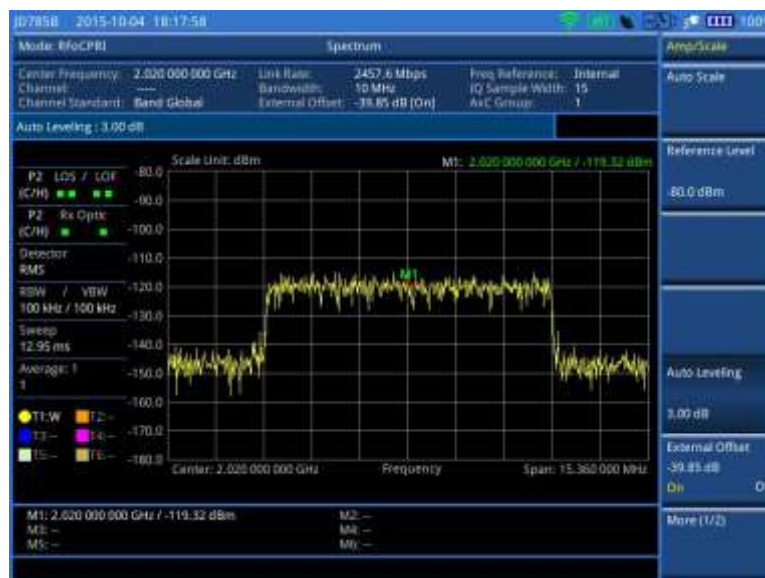 JD785B 2015-10-04 18:17:58
100%
Mode: RFoCPRI Spectrum
Amp/Scale
Center Frequency: 2.020 000 000 GHz Link Rate: 2457.6 Mbps Freq Reference: Internal
Channel: ----- Bandwidth: 10 MHz IQ Sample Width: 15
Channel Standard: Band Global External Offset: -39.85 dB [On] AxC Group: 1
Auto Scale
Auto Leveling : 3.00 dB
Scale Unit: dBm M1: 2.020 000 000 GHz / -119.32 dBm
Reference Level
-80.0 dBm
P2 LOS / LOF
(C/H)
P2 Rx Optic
(C/H)
Detector
RMS
RBW / VBW
100 kHz / 100 kHz
Sweep
12.95 ms
Average: 1
1
T1:W T2:--
T3:-- T4:--
T5:-- T6:--
-80.0
-90.0
-100.0
-110.0
-120.0
-130.0
-140.0
-150.0
-160.0
-170.0
-180.0
M1
Center: 2.020 000 000 GHz Frequency Span: 15.360 000 MHz
Auto Leveling
3.00 dB
External Offset
-39.85 dB
On O
More (1/2)
M1: 2.020 000 000 GHz / -119.32 dBm M2: --
M3: -- M4: --
M5: -- M6: --